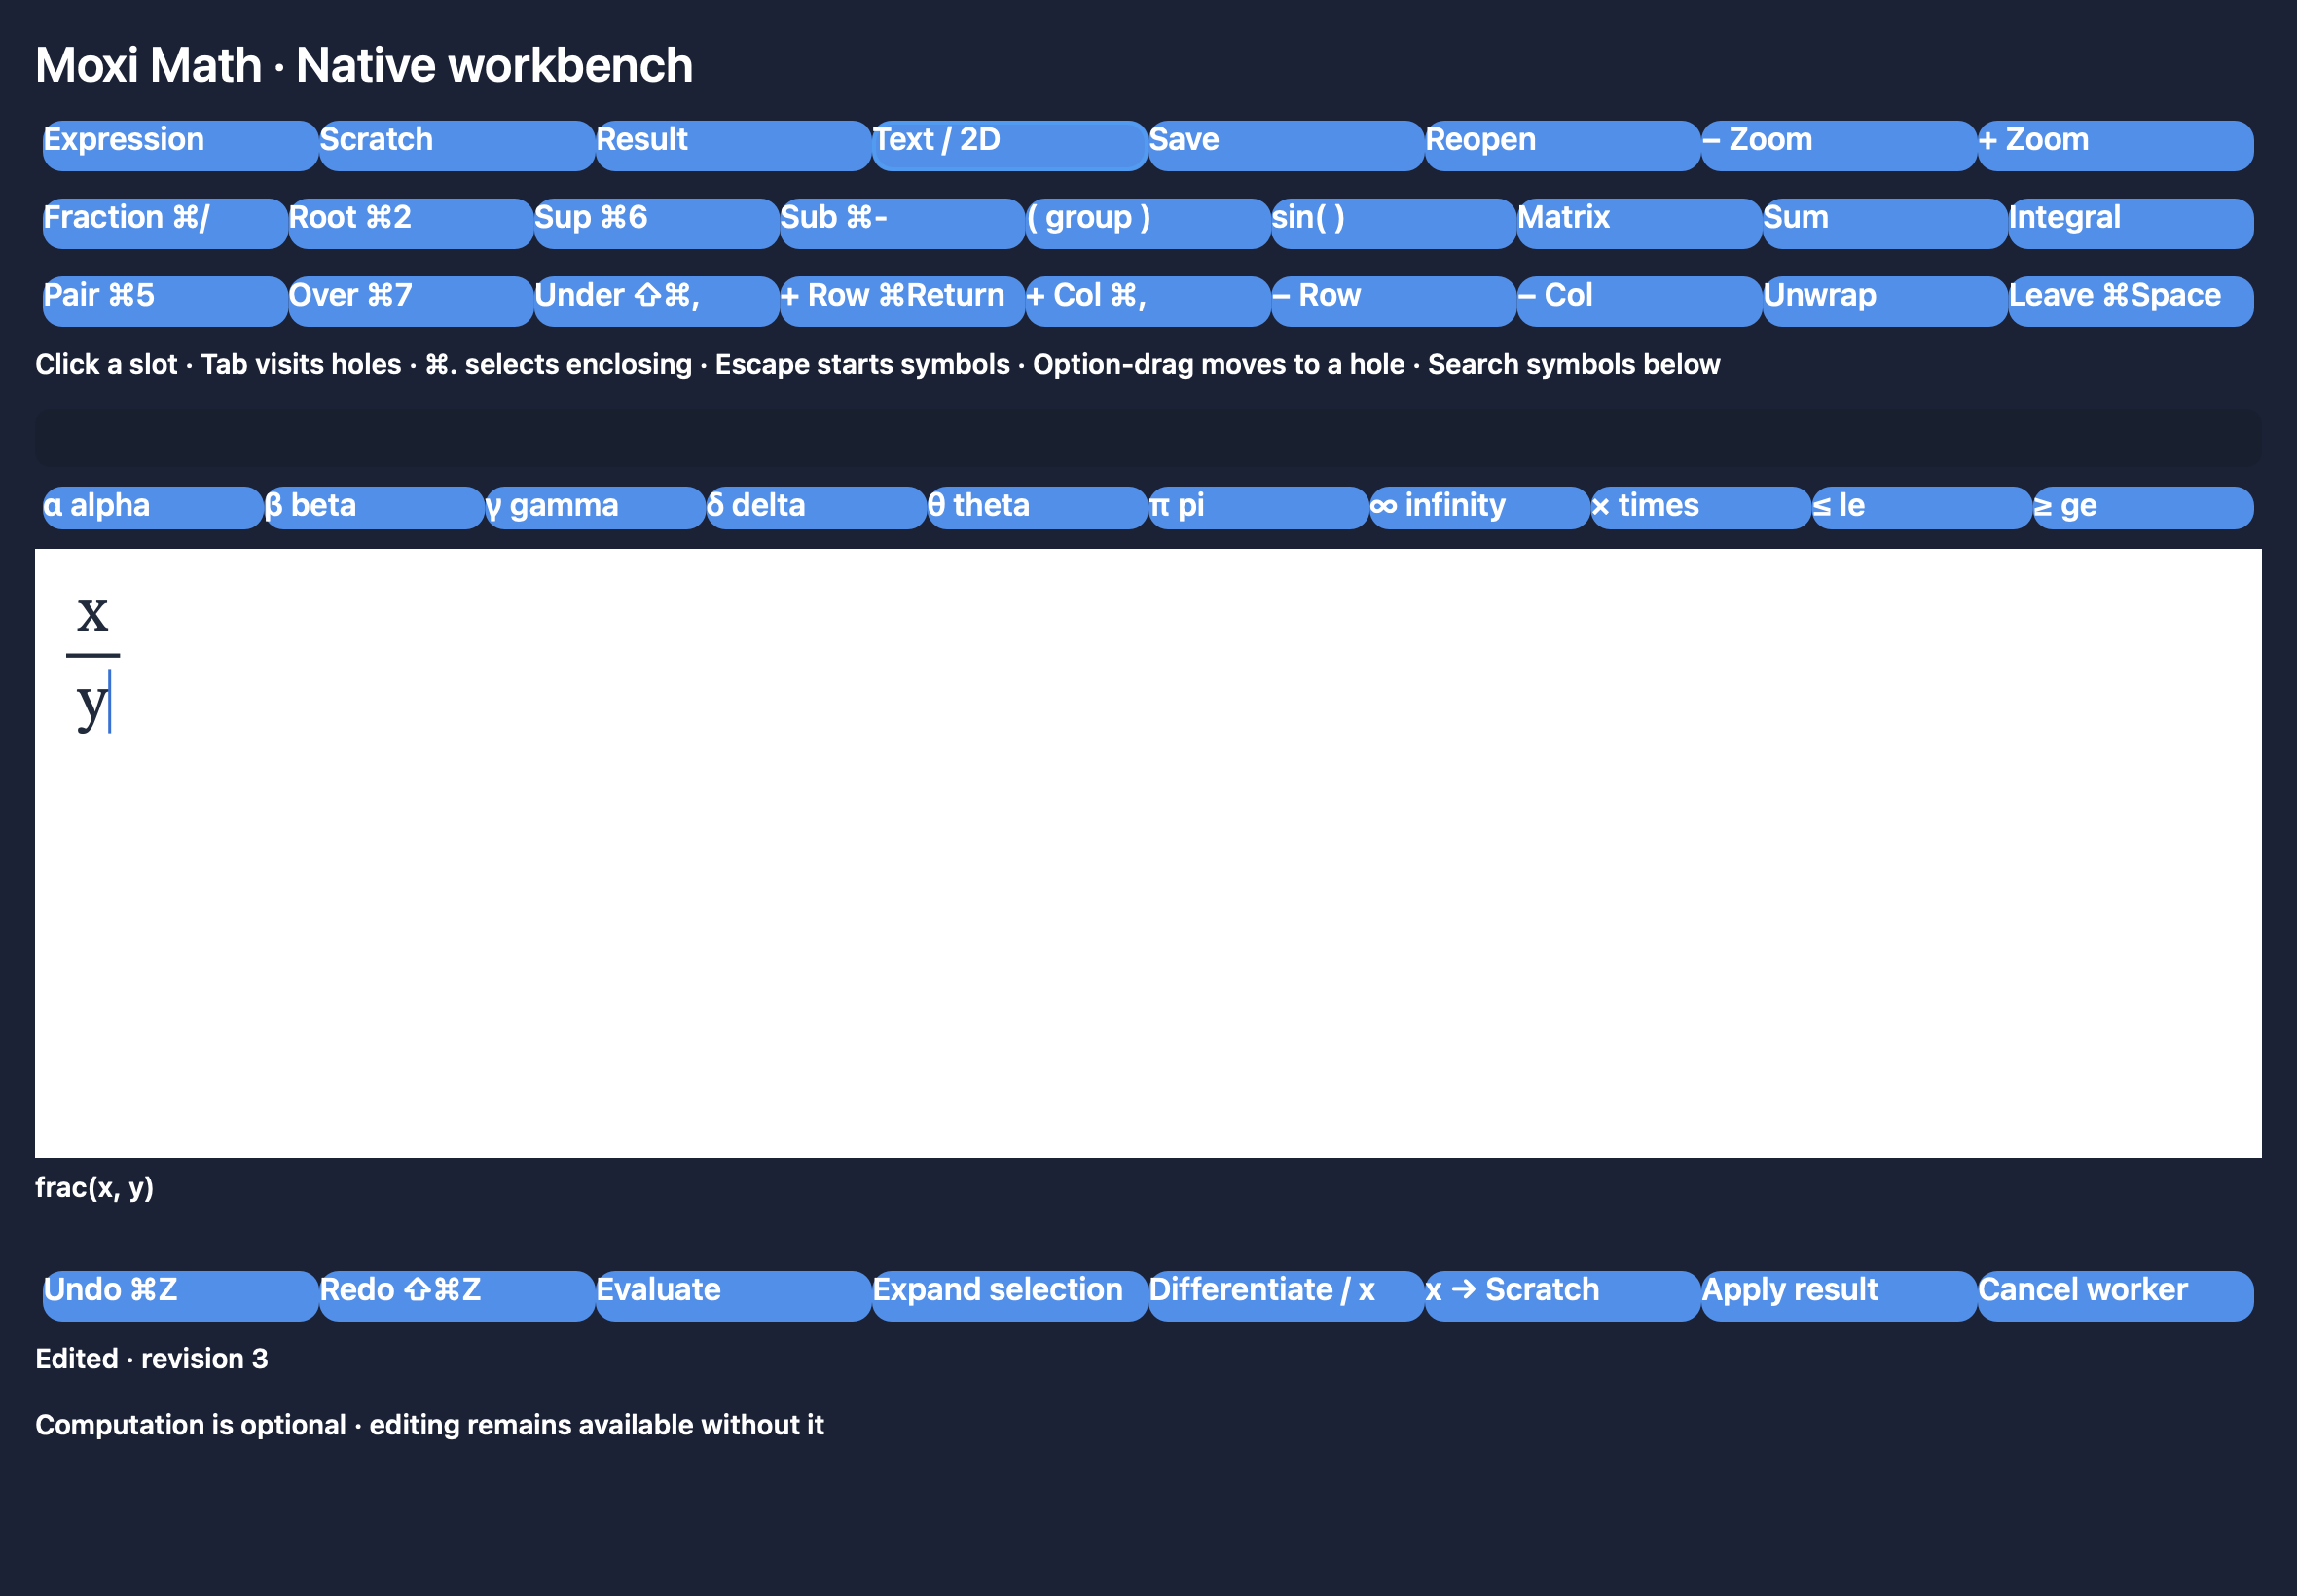 Moxi Math · Native workbench
Expression Scratch Result Text / 2D Save Reopen − Zoom + Zoom
Fraction ⌘/ Root ⌘2 Sup ⌘6 Sub ⌘- ( group ) sin( ) Matrix Sum Integral
Pair ⌘5 Over ⌘7 Under ⇧⌘, + Row ⌘Return + Col ⌘, − Row − Col Unwrap Leave ⌘Space
Click a slot · Tab visits holes · ⌘. selects enclosing · Escape starts symbols · Option-drag moves to a hole · Search symbols below
α alpha β beta γ gamma δ delta θ theta π pi ∞ infinity × times ≤ le ≥ ge
x
y
frac(x, y)
Undo ⌘Z Redo ⇧⌘Z Evaluate Expand selection Differentiate / x x → Scratch Apply result Cancel worker
Edited · revision 3
Computation is optional · editing remains available without it